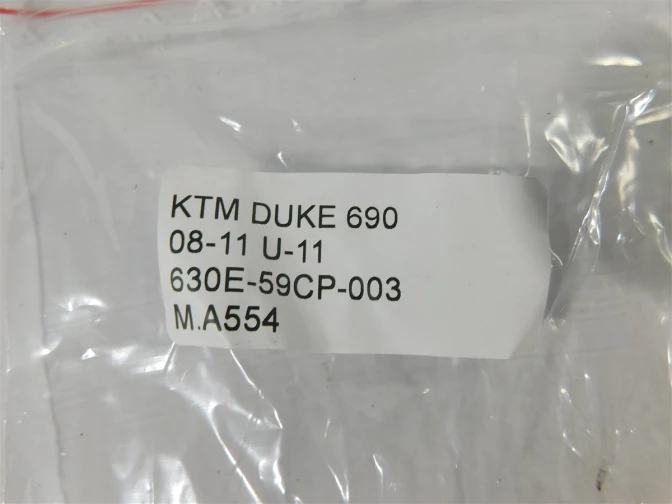 KTM DUKE 690
08-11 U-11
630E-59CP-003
M.A554